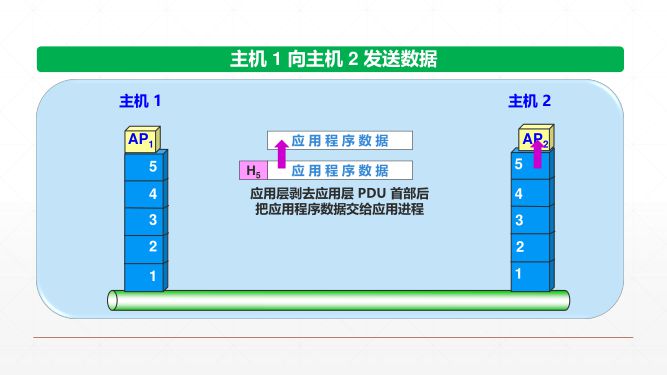 主机 1 向主机 2 发送数据
主机 1
主机 2
AP1
AP2
应 用 程 序 数 据
H5
应 用 程 序 数 据
应用层剥去应用层 PDU 首部后
把应用程序数据交给应用进程
5
4
3
2
1
5
4
3
2
1